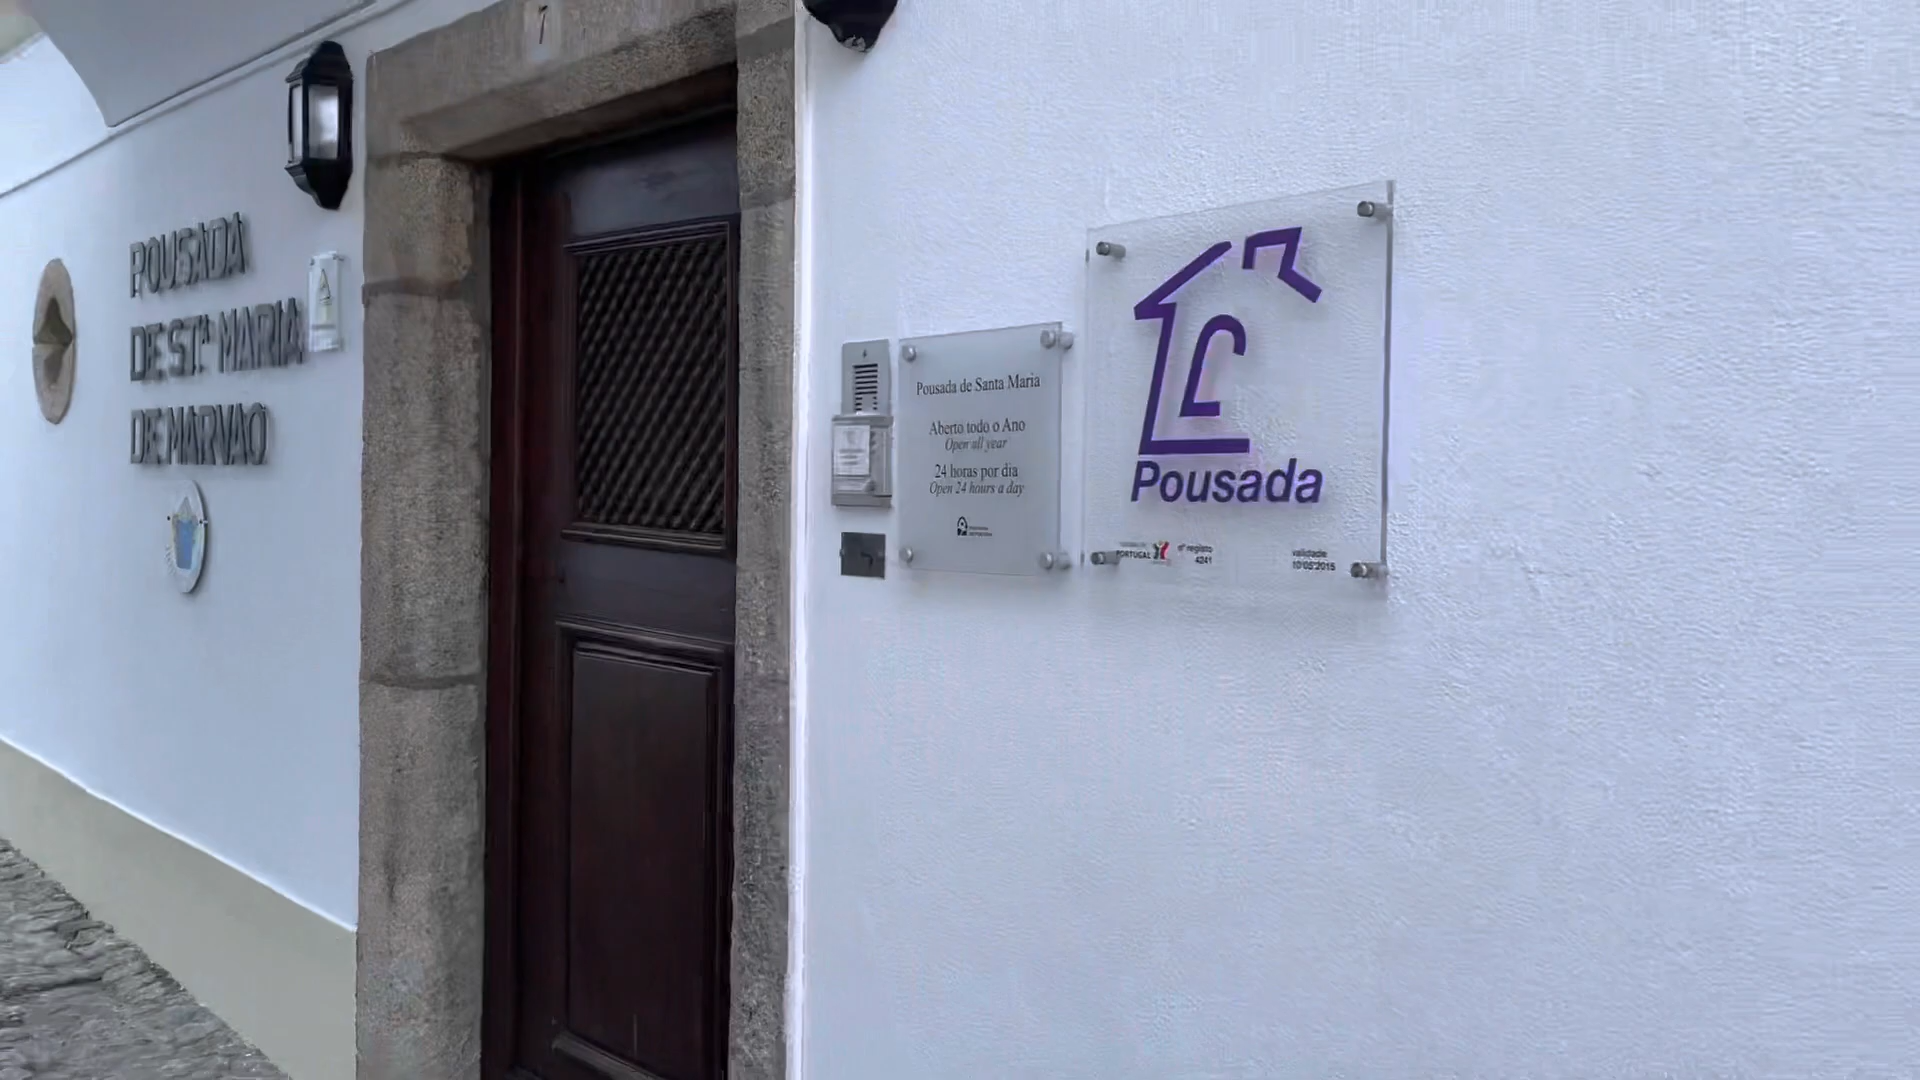 7
POUSADA
DE ST.ª MARIA
DE MARVÃO
Pousada de Santa Maria
Aberto todo o Ano
Open all year
24 horas por dia
Open 24 hours a day
Pousada
PORTUGAL
nº registo
4241
validade
10'05'2015